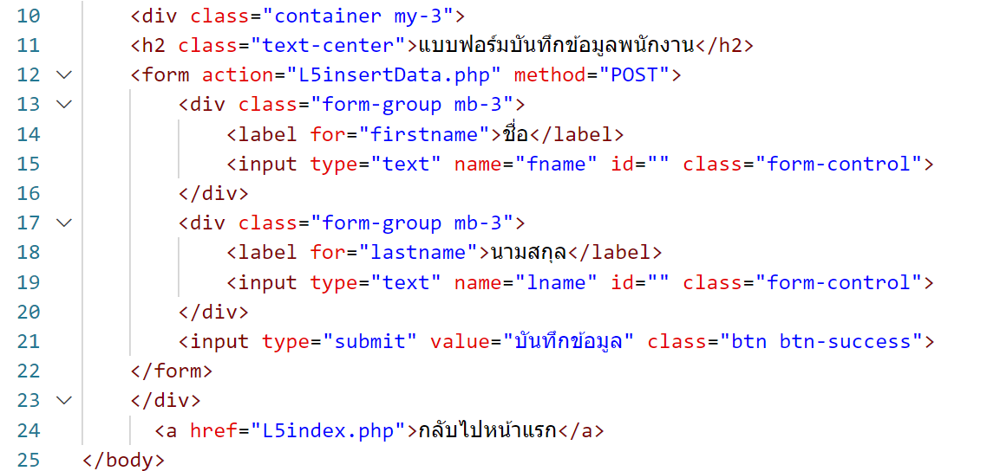 10 <div class="container my-3">
11 <h2 class="text-center">แบบฟอร์มบันทึกข้อมูลพนักงาน</h2>
12 <form action="L5insertData.php" method="POST">
13 <div class="form-group mb-3">
14 <label for="firstname">ชื่อ</label>
15 <input type="text" name="fname" id="" class="form-control">
16 </div>
17 <div class="form-group mb-3">
18 <label for="lastname">นามสกุล</label>
19 <input type="text" name="lname" id="" class="form-control">
20 </div>
21 <input type="submit" value="บันทึกข้อมูล" class="btn btn-success">
22 </form>
23 </div>
24 <a href="L5index.php">กลับไปหน้าแรก</a>
25 </body>